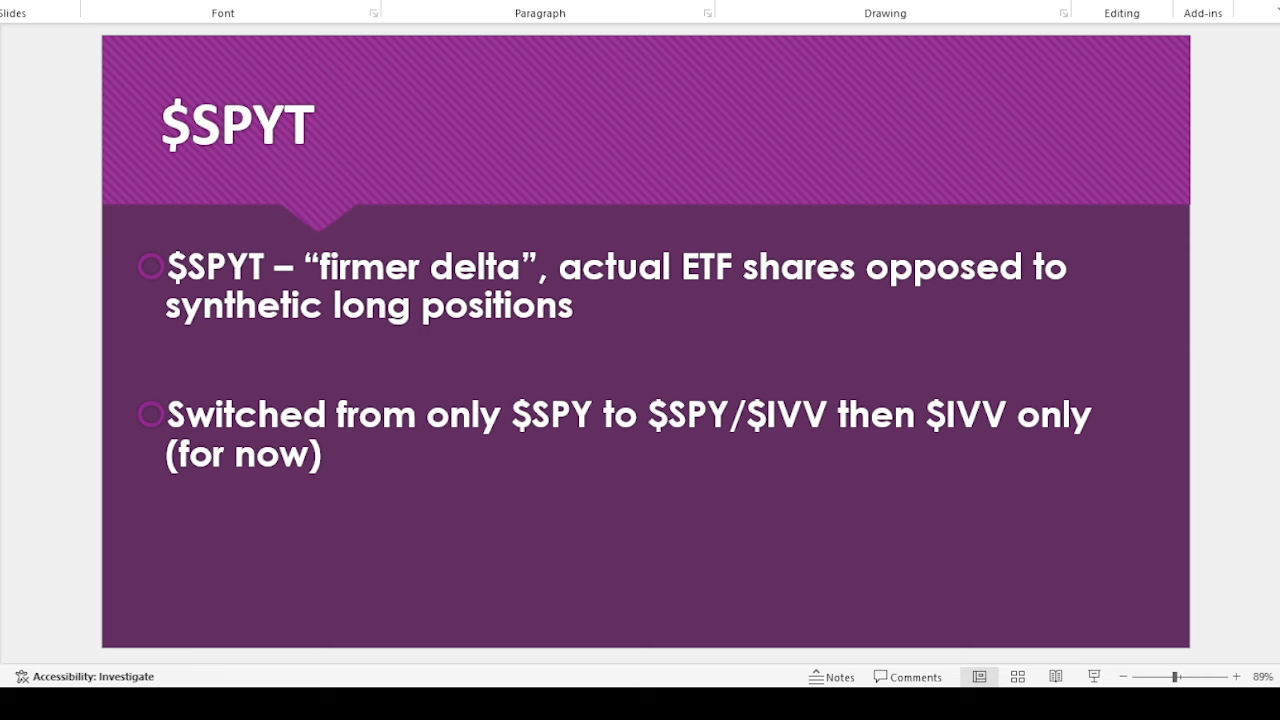 Slides Font Paragraph Drawing Editing Add-ins
$SPYT
$SPYT – “firmer delta”, actual ETF shares opposed to
synthetic long positions
Switched from only $SPY to $SPY/$IVV then $IVV only
(for now)
Accessibility: Investigate Notes Comments 89%